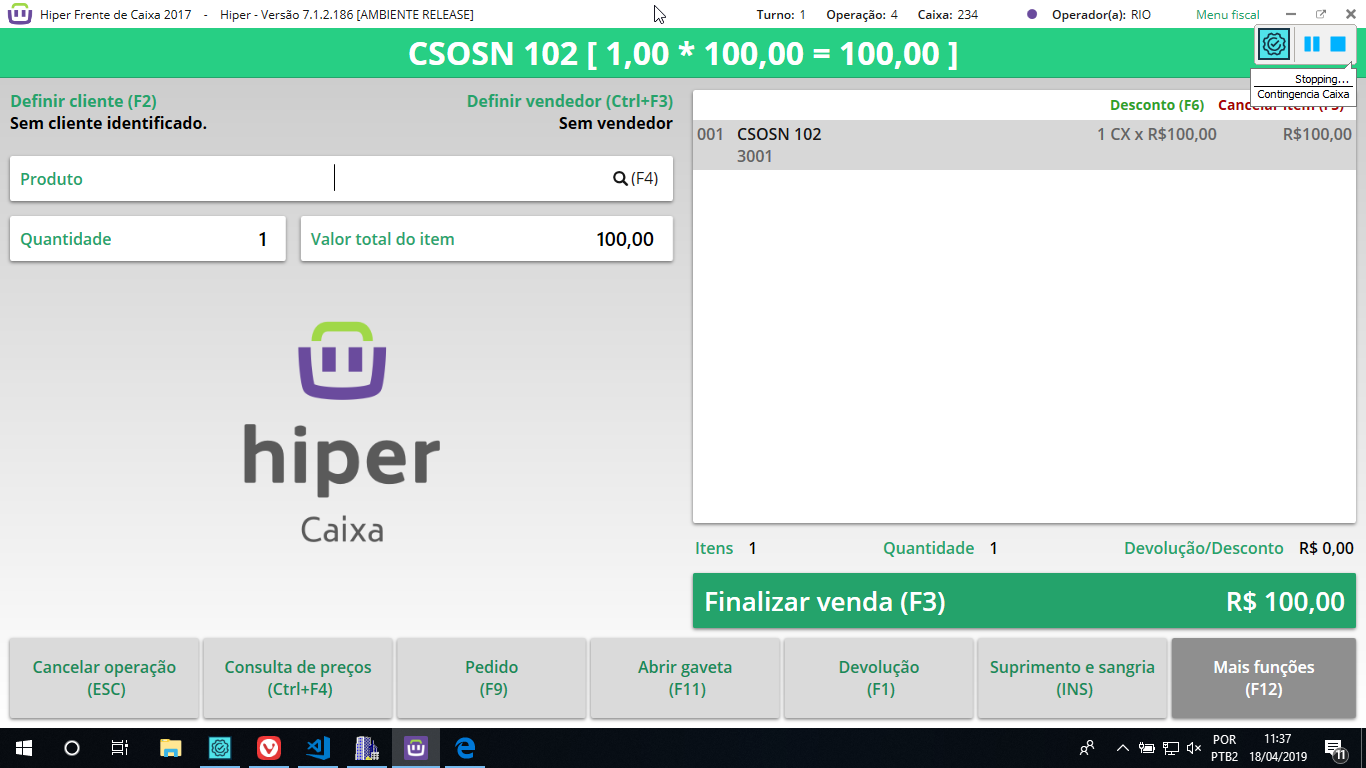 Hiper Frente de Caixa 2017 - Hiper - Versão 7.1.2.186 [AMBIENTE RELEASE] Turno: 1 Operação: 4 Caixa: 234 Operador(a): RIO Menu fiscal
CSOSN 102 [ 1,00 * 100,00 = 100,00 ]
Stopping...
Contingencia Caixa
Definir cliente (F2) Definir vendedor (Ctrl+F3)
Sem cliente identificado. Sem vendedor
Produto (F4)
Quantidade 1 Valor total do item 100,00
hiper
Caixa
Desconto (F6) Cancelar item (F5)
001 CSOSN 102 1 CX x R$100,00 R$100,00
3001
Itens 1 Quantidade 1 Devolução/Desconto R$ 0,00
Finalizar venda (F3) R$ 100,00
Cancelar operação
(ESC)
Consulta de preços
(Ctrl+F4)
Pedido
(F9)
Abrir gaveta
(F11)
Devolução
(F1)
Suprimento e sangria
(INS)
Mais funções
(F12)
POR
PTB2
11:37
18/04/2019
11